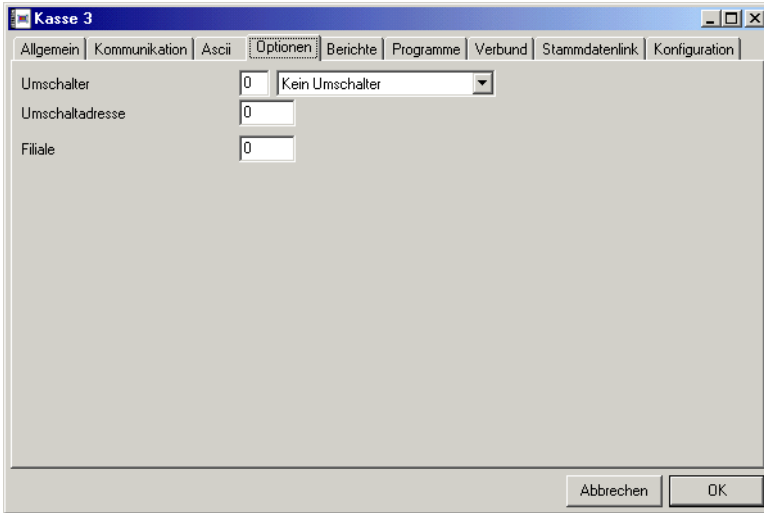 Kasse 3
Allgemein Kommunikation Ascii Optionen Berichte Programme Verbund Stammdatenlink Konfiguration
Umschalter 0 Kein Umschalter
Umschaltadresse 0
Filiale 0
Abbrechen OK